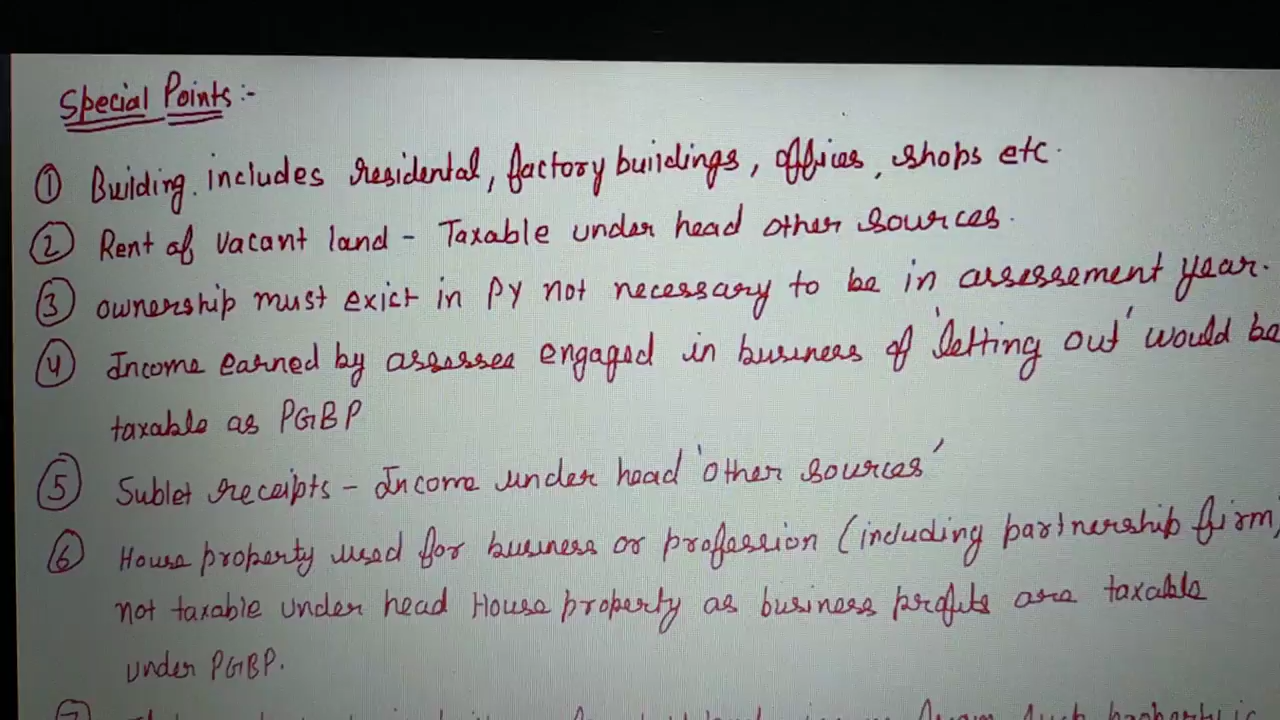 Special Points:-
① Building includes residental, factory buildings, offices, shops etc.
② Rent of vacant land - Taxable under head other sources.
③ ownership must exict in PY not necessary to be in assessement year.
④ Income earned by assessee engaged in business of 'letting out' would be
taxable as PGBP
⑤ Sublet receipts - Income under head 'other sources'
⑥ House property used for business or profession (including partnership firm)
not taxable under head House property as business profits are taxable
under PGBP.
⑦